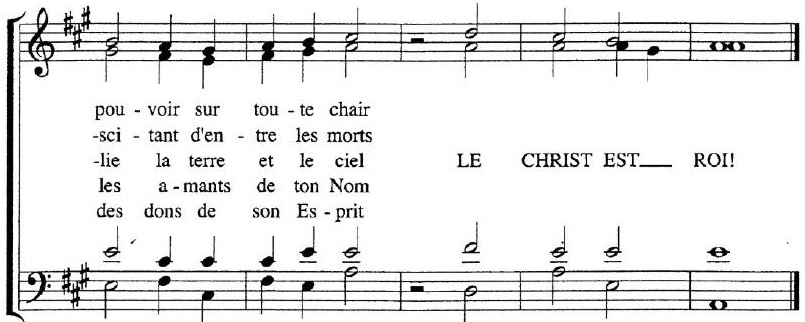 pou - voir sur tou - te chair
-sci - tant d'en - tre les morts
-lie la terre et le ciel LE CHRIST EST___ ROI!
les a - mants de ton Nom
des dons de son Es - prit